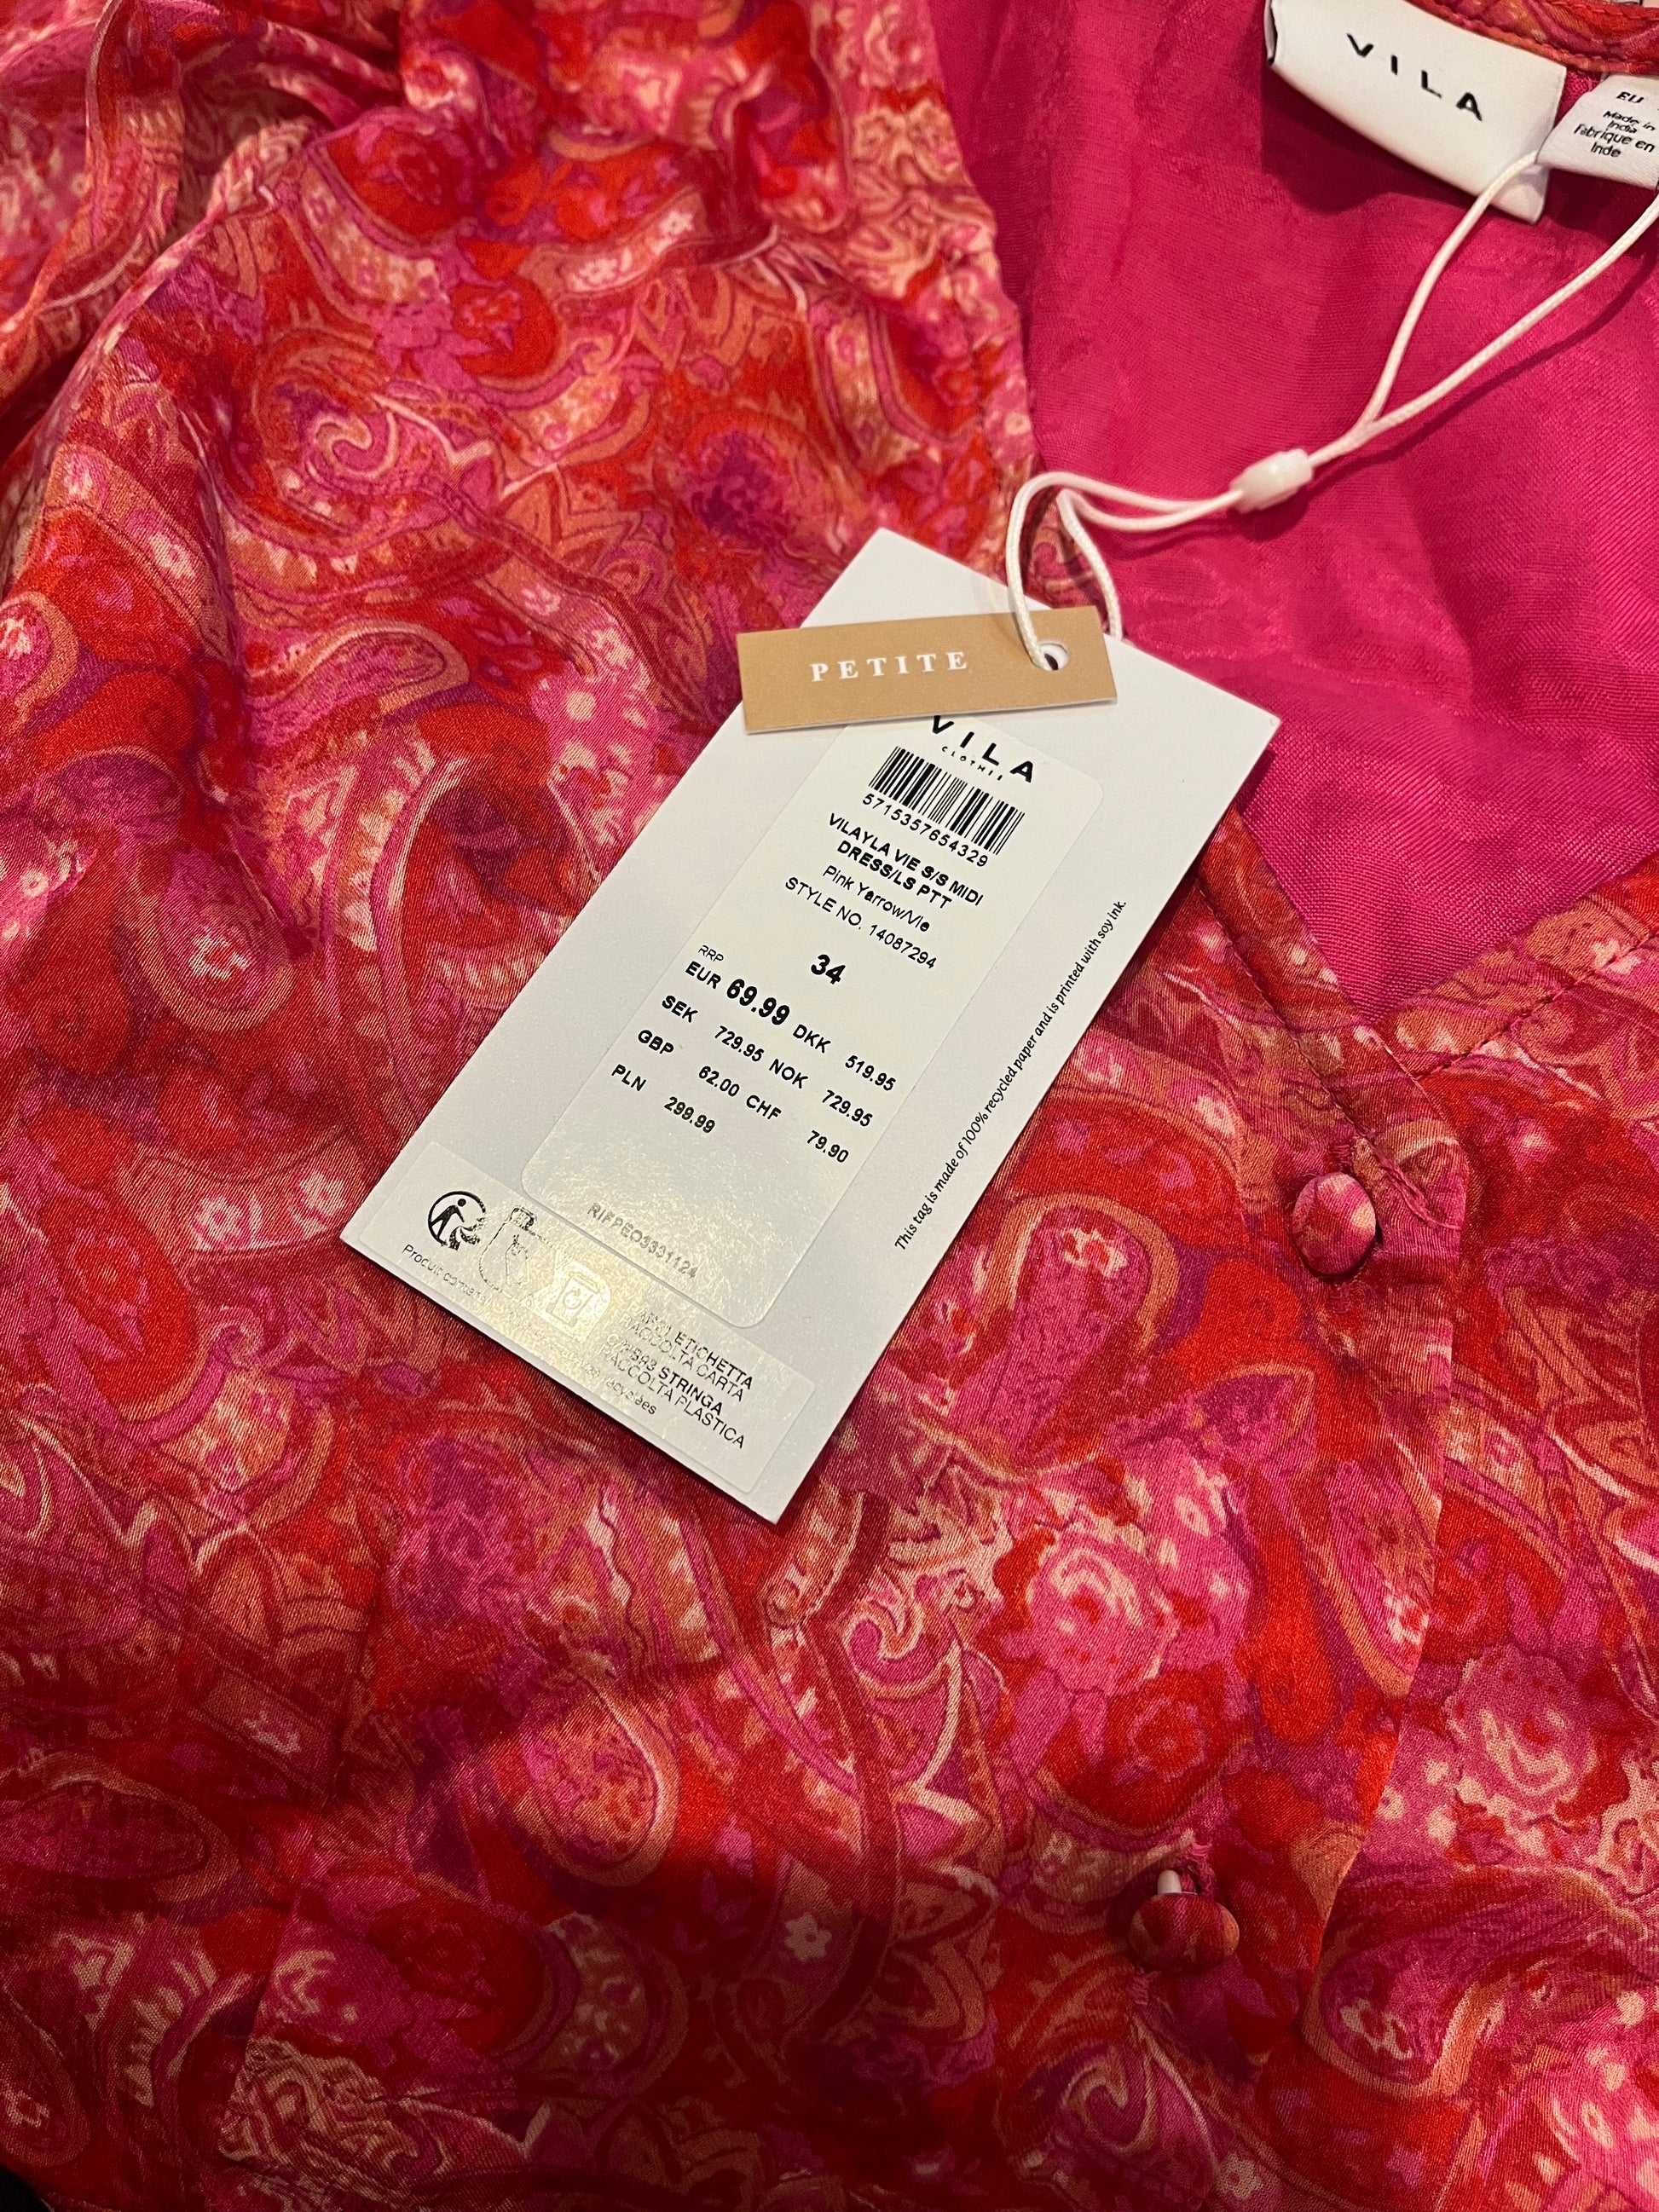 VILA
EU
Made in
India
Fabriqué en
Inde
PETITE
VILA
CLOTHES
5715357654329
VILAYLA VIE S/S MIDI
DRESS/LS PTT
Pink Yarrow/Vie
STYLE NO. 14087294
34
RRP
EUR 69.99 DKK 519.95
SEK 729.95 NOK 729.95
GBP 62.00 CHF 79.90
PLN 299.99
This tag is made of 100% recycled paper and is printed with soy ink.
ETICHETTA
RACCOLTA CARTA
STRINGA
RACCOLTA PLASTICA
Produit